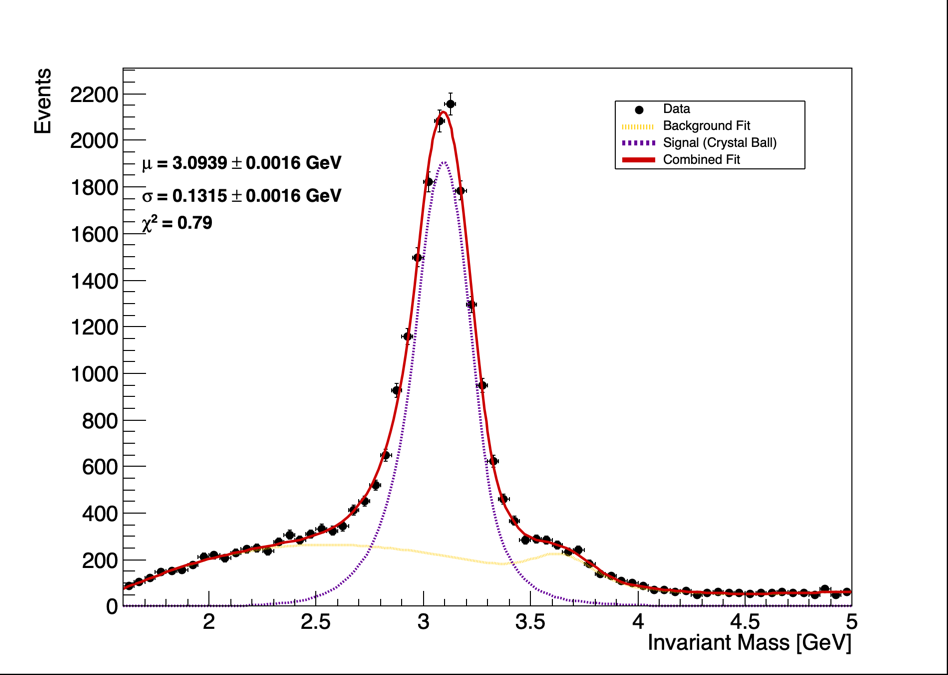 Events
2200
2000
1800
1600
1400
1200
1000
800
600
400
200
0
μ = 3.0939 ± 0.0016 GeV
σ = 0.1315 ± 0.0016 GeV
χ² = 0.79
Data
Background Fit
Signal (Crystal Ball)
Combined Fit
2 2.5 3 3.5 4 4.5 5
Invariant Mass [GeV]